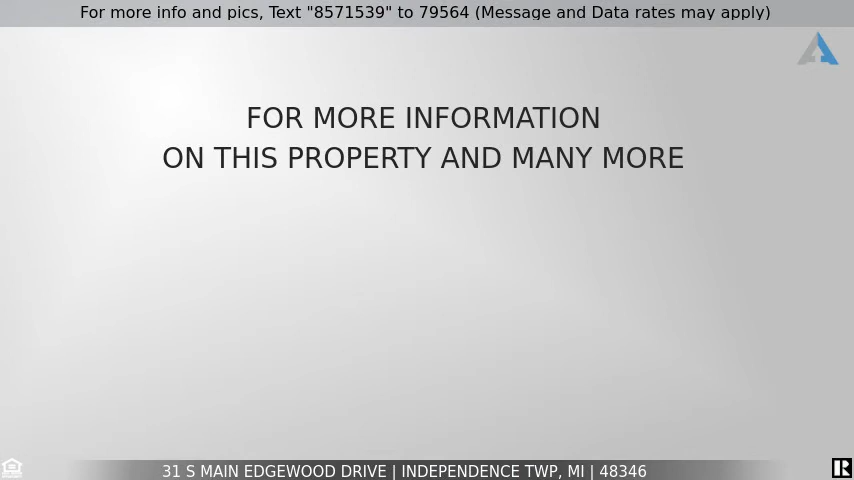 For more info and pics, Text "8571539" to 79564 (Message and Data rates may apply)
FOR MORE INFORMATION
ON THIS PROPERTY AND MANY MORE
31 S MAIN EDGEWOOD DRIVE | INDEPENDENCE TWP, MI | 48346